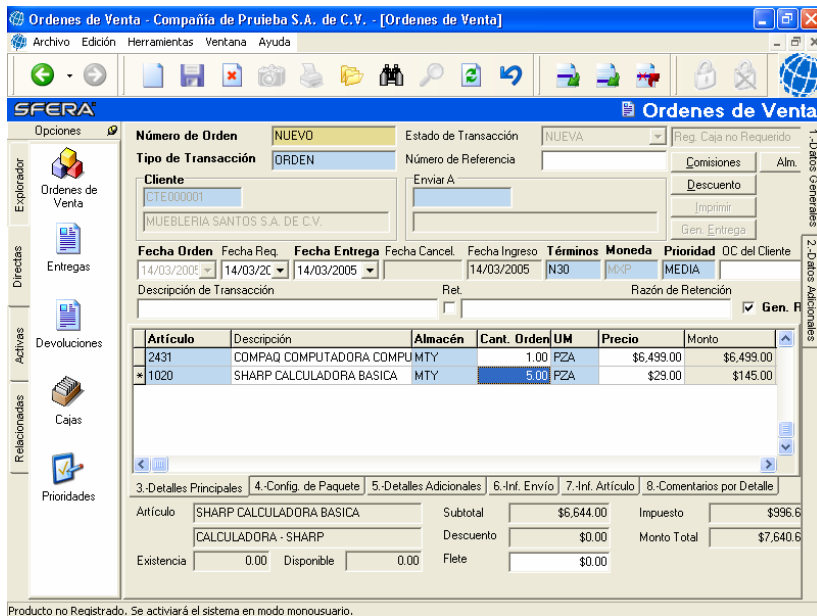 Ordenes de Venta - Compañía de Pruieba S.A. de C.V. - [Ordenes de Venta]
Archivo Edición Herramientas Ventana Ayuda
SFERA Ordenes de Venta
Opciones
Explorador
Directas
Activas
Relacionadas
Ordenes de Venta
Entregas
Devoluciones
Cajas
Prioridades
Número de Orden NUEVO Estado de Transacción NUEVA Reg. Caja no Requerido
Tipo de Transacción ORDEN Número de Referencia Comisiones Alm.
Cliente Enviar A Descuento
CTE000001 Imprimir
MUEBLERIA SANTOS S.A. DE C.V. Gen. Entrega
Fecha Orden Fecha Req. Fecha Entrega Fecha Cancel. Fecha Ingreso Términos Moneda Prioridad OC del Cliente
14/03/2005 14/03/2C 14/03/2005 14/03/2005 N30 MXP MEDIA
Descripción de Transacción Ret. Razón de Retención
Gen. R
1.-Datos Generales
2.-Datos Adicionales
Artículo Descripción Almacén Cant. Orden UM Precio Monto
2431 COMPAQ COMPUTADORA COMPU MTY 1.00 PZA $6,499.00 $6,499.00
* 1020 SHARP CALCULADORA BASICA MTY 5.00 PZA $29.00 $145.00
3.-Detalles Principales 4.-Config. de Paquete 5.-Detalles Adicionales 6.-Inf. Envío 7.-Inf. Artículo 8.-Comentarios por Detalle
Artículo SHARP CALCULADORA BASICA Subtotal $6,644.00 Impuesto $996.6
CALCULADORA - SHARP Descuento $0.00 Monto Total $7,640.6
Existencia 0.00 Disponible 0.00 Flete $0.00
Producto no Registrado. Se activiará el sistema en modo monousuario.